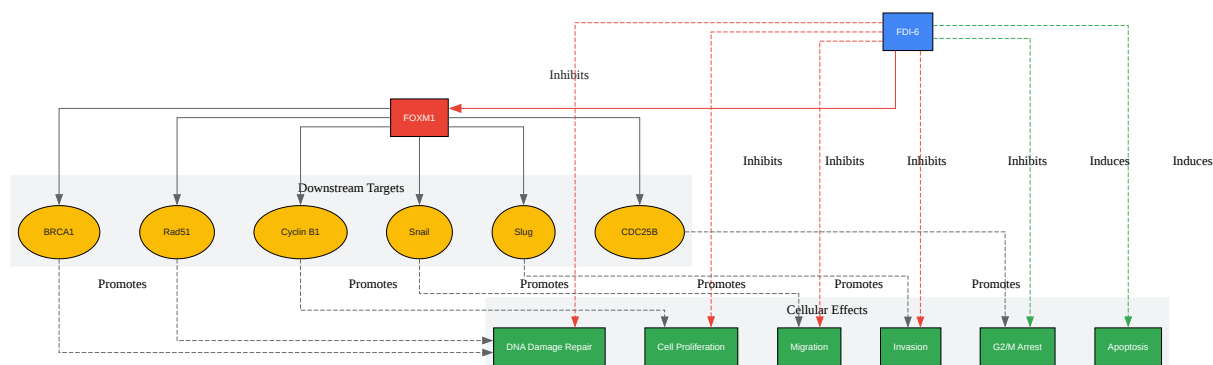 FDI-6
Inhibits
FOXM1
Inhibits
Inhibits
Inhibits
Inhibits
Induces
Induces
Downstream Targets
BRCA1
Rad51
Cyclin B1
Snail
Slug
CDC25B
Promotes
Promotes
Promotes
Promotes
Promotes
Promotes
Cellular Effects
DNA Damage Repair
Cell Proliferation
Migration
Invasion
G2/M Arrest
Apoptosis